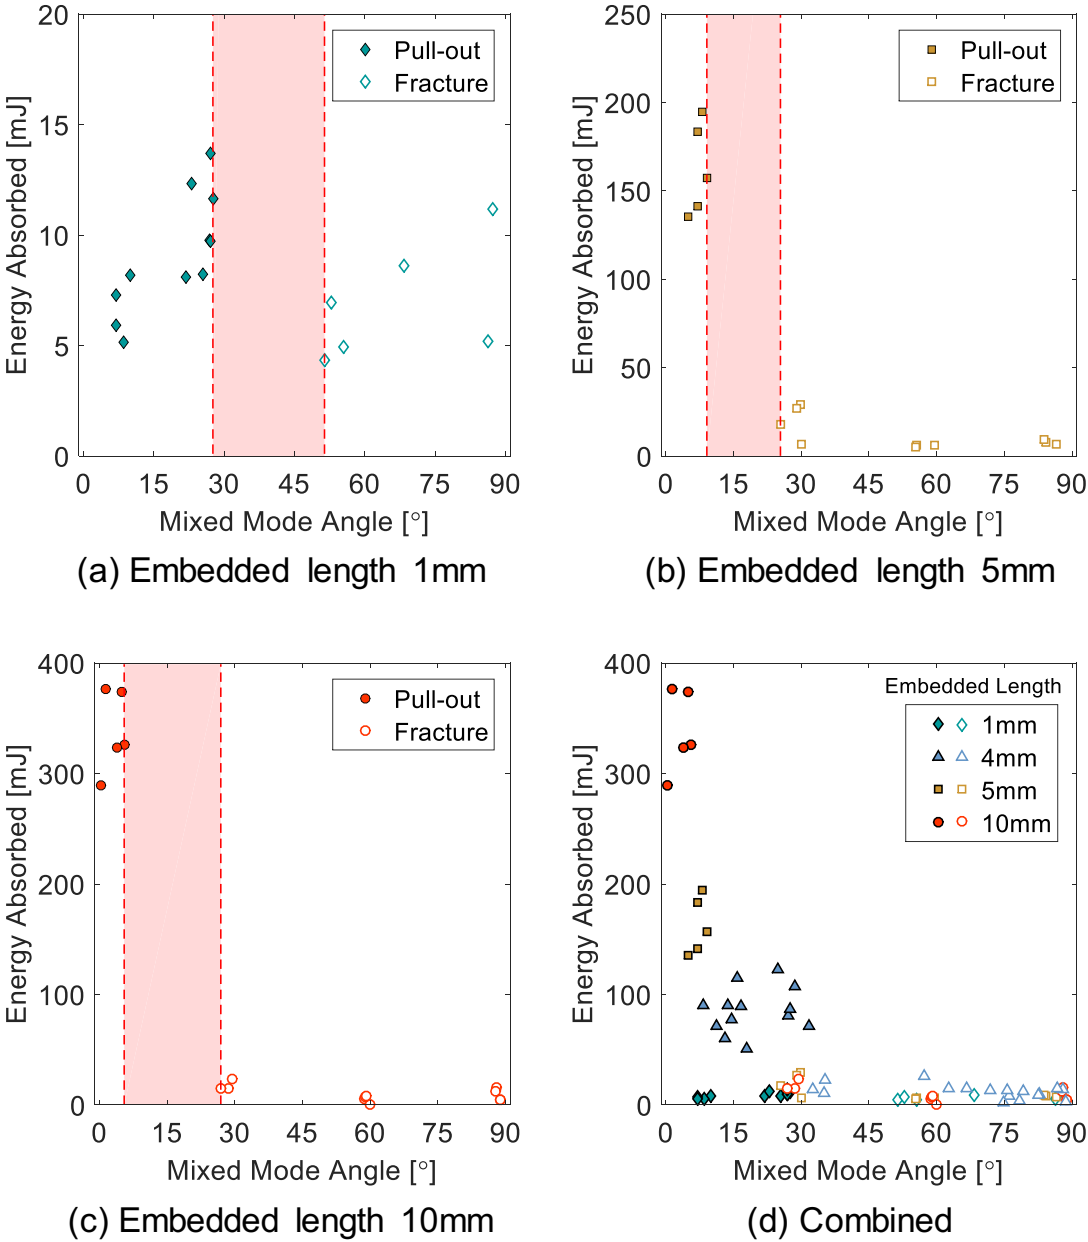 20
15
10
5
0
Energy Absorbed [mJ]
Pull-out
Fracture
0 15 30 45 60 75 90
Mixed Mode Angle [°]
(a) Embedded length 1mm
250
200
150
100
50
0
Energy Absorbed [mJ]
Pull-out
Fracture
0 15 30 45 60 75 90
Mixed Mode Angle [°]
(b) Embedded length 5mm
400
300
200
100
0
Energy Absorbed [mJ]
Pull-out
Fracture
0 15 30 45 60 75 90
Mixed Mode Angle [°]
(c) Embedded length 10mm
400
300
200
100
0
Energy Absorbed [mJ]
Embedded Length
1mm
4mm
5mm
10mm
0 15 30 45 60 75 90
Mixed Mode Angle [°]
(d) Combined